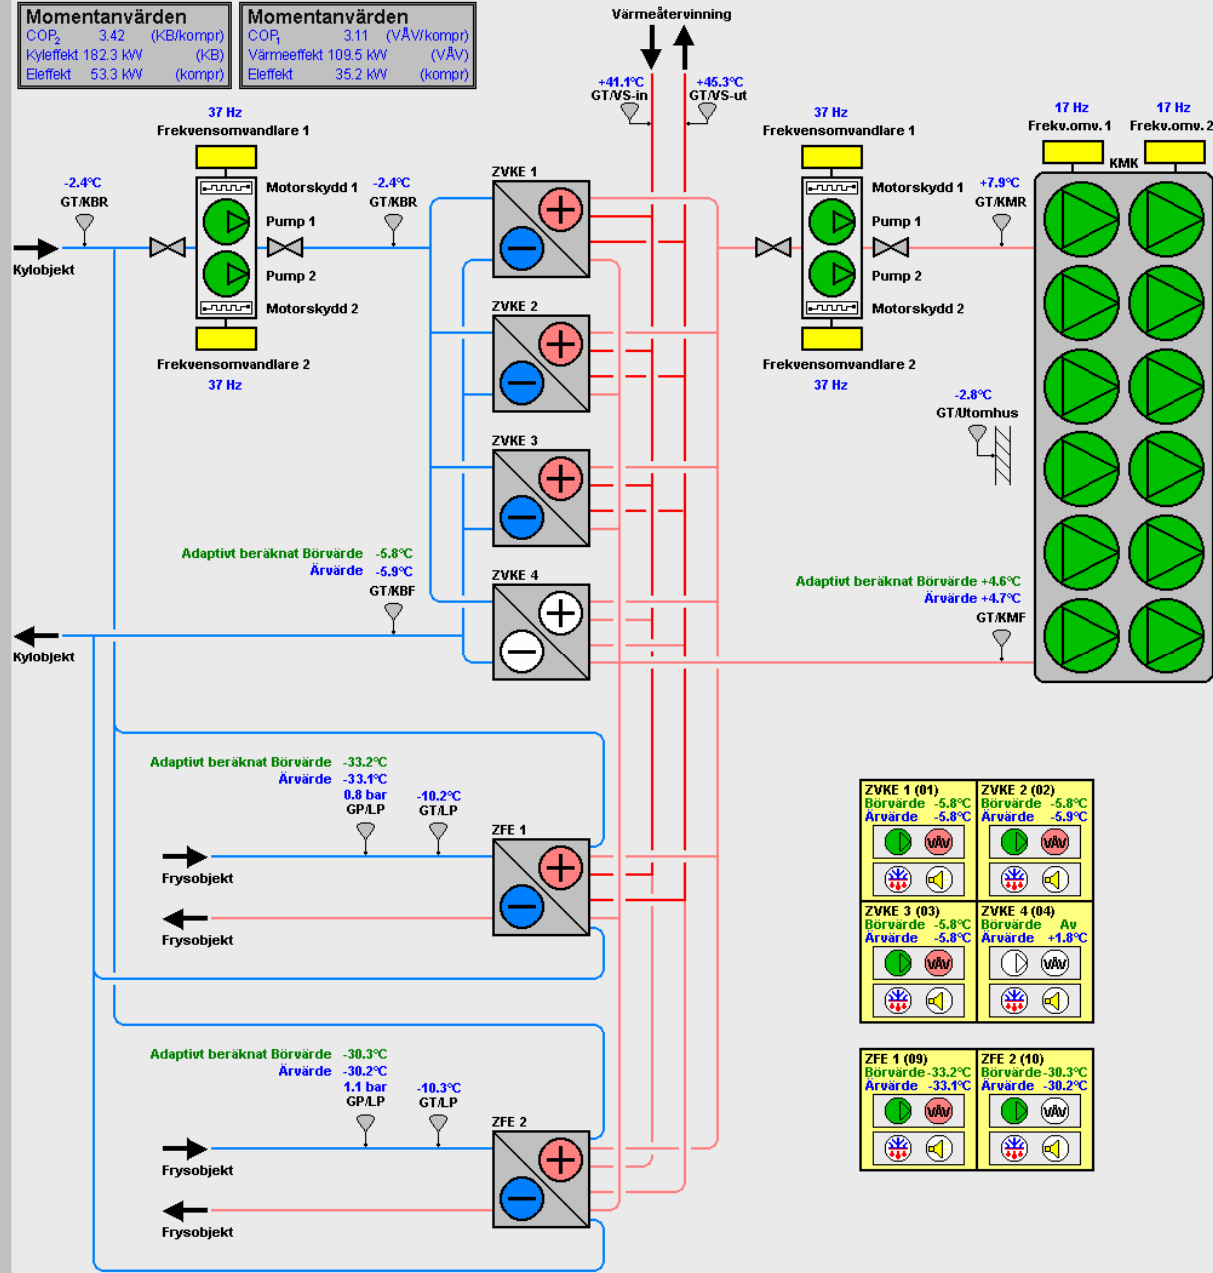 Momentanvärden
COP2 3.42 (KB/kompr)
Kyleffekt 182.3 kW (KB)
Eleffekt 53.3 kW (kompr)
Momentanvärden
COP1 3.11 (VÅV/kompr)
Värmeeffekt 109.5 kW (VÅV)
Eleffekt 35.2 kW (kompr)
Värmeåtervinning
+41.1°C
GT/VS-in
+45.3°C
GT/VS-ut
37 Hz
Frekvensomvandlare 1
Motorskydd 1
Pump 1
Pump 2
Motorskydd 2
Frekvensomvandlare 2
37 Hz
-2.4°C
GT/KBR
-2.4°C
GT/KBR
Kylobjekt
ZVKE 1
ZVKE 2
ZVKE 3
ZVKE 4
37 Hz
Frekvensomvandlare 1
Motorskydd 1
Pump 1
Pump 2
Motorskydd 2
Frekvensomvandlare 2
37 Hz
+7.9°C
GT/KMR
17 Hz
Frekv.omv. 1
17 Hz
Frekv.omv. 2
KMK
-2.8°C
GT/Utomhus
Adaptivt beräknat Börvärde -5.8°C
Ärvärde -5.9°C
GT/KBF
Adaptivt beräknat Börvärde +4.6°C
Ärvärde +4.7°C
GT/KMF
Kylobjekt
Adaptivt beräknat Börvärde -33.2°C
Ärvärde -33.1°C
0.8 bar
GP/LP
-10.2°C
GT/LP
ZFE 1
Frysobjekt
Frysobjekt
Adaptivt beräknat Börvärde -30.3°C
Ärvärde -30.2°C
1.1 bar
GP/LP
-10.3°C
GT/LP
ZFE 2
Frysobjekt
Frysobjekt
ZVKE 1 (01)
Börvärde -5.8°C
Ärvärde -5.8°C
VÅV
ZVKE 2 (02)
Börvärde -5.8°C
Ärvärde -5.9°C
VÅV
ZVKE 3 (03)
Börvärde -5.8°C
Ärvärde -5.8°C
VÅV
ZVKE 4 (04)
Börvärde Av
Ärvärde +1.8°C
VÅV
ZFE 1 (09)
Börvärde -33.2°C
Ärvärde -33.1°C
VÅV
ZFE 2 (10)
Börvärde -30.3°C
Ärvärde -30.2°C
VÅV